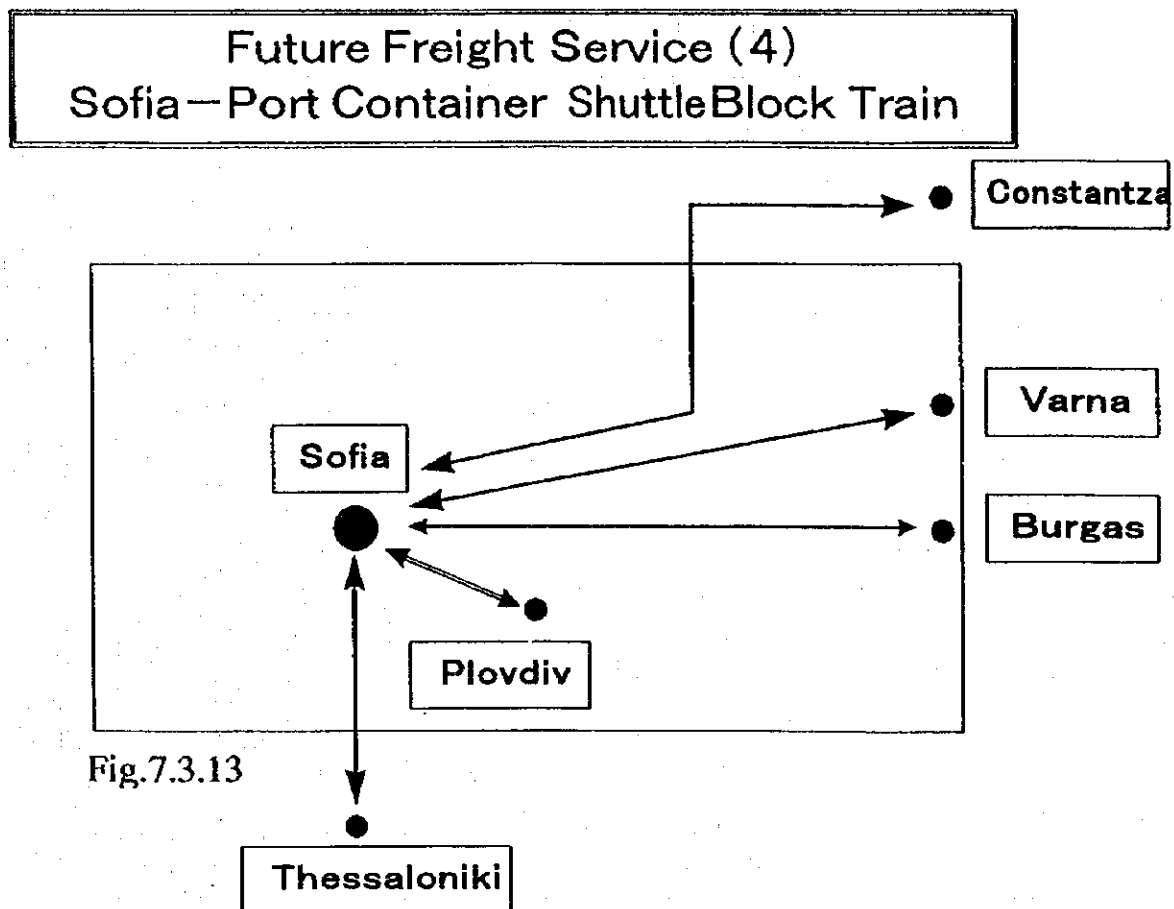 Future Freight Service (4)
Sofia－Port Container ShuttleBlock Train
Constantza
Varna
Sofia
Burgas
Plovdiv
Fig.7.3.13
Thessaloniki